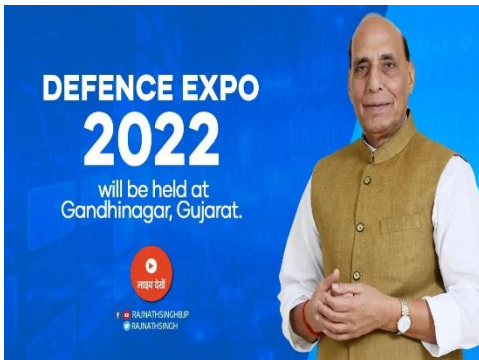 DEFENCE EXPO
2022
will be held at
Gandhinagar, Gujarat.
लाइव देखें
RAJNATHSINGHBJP
RAJNATHSINGH